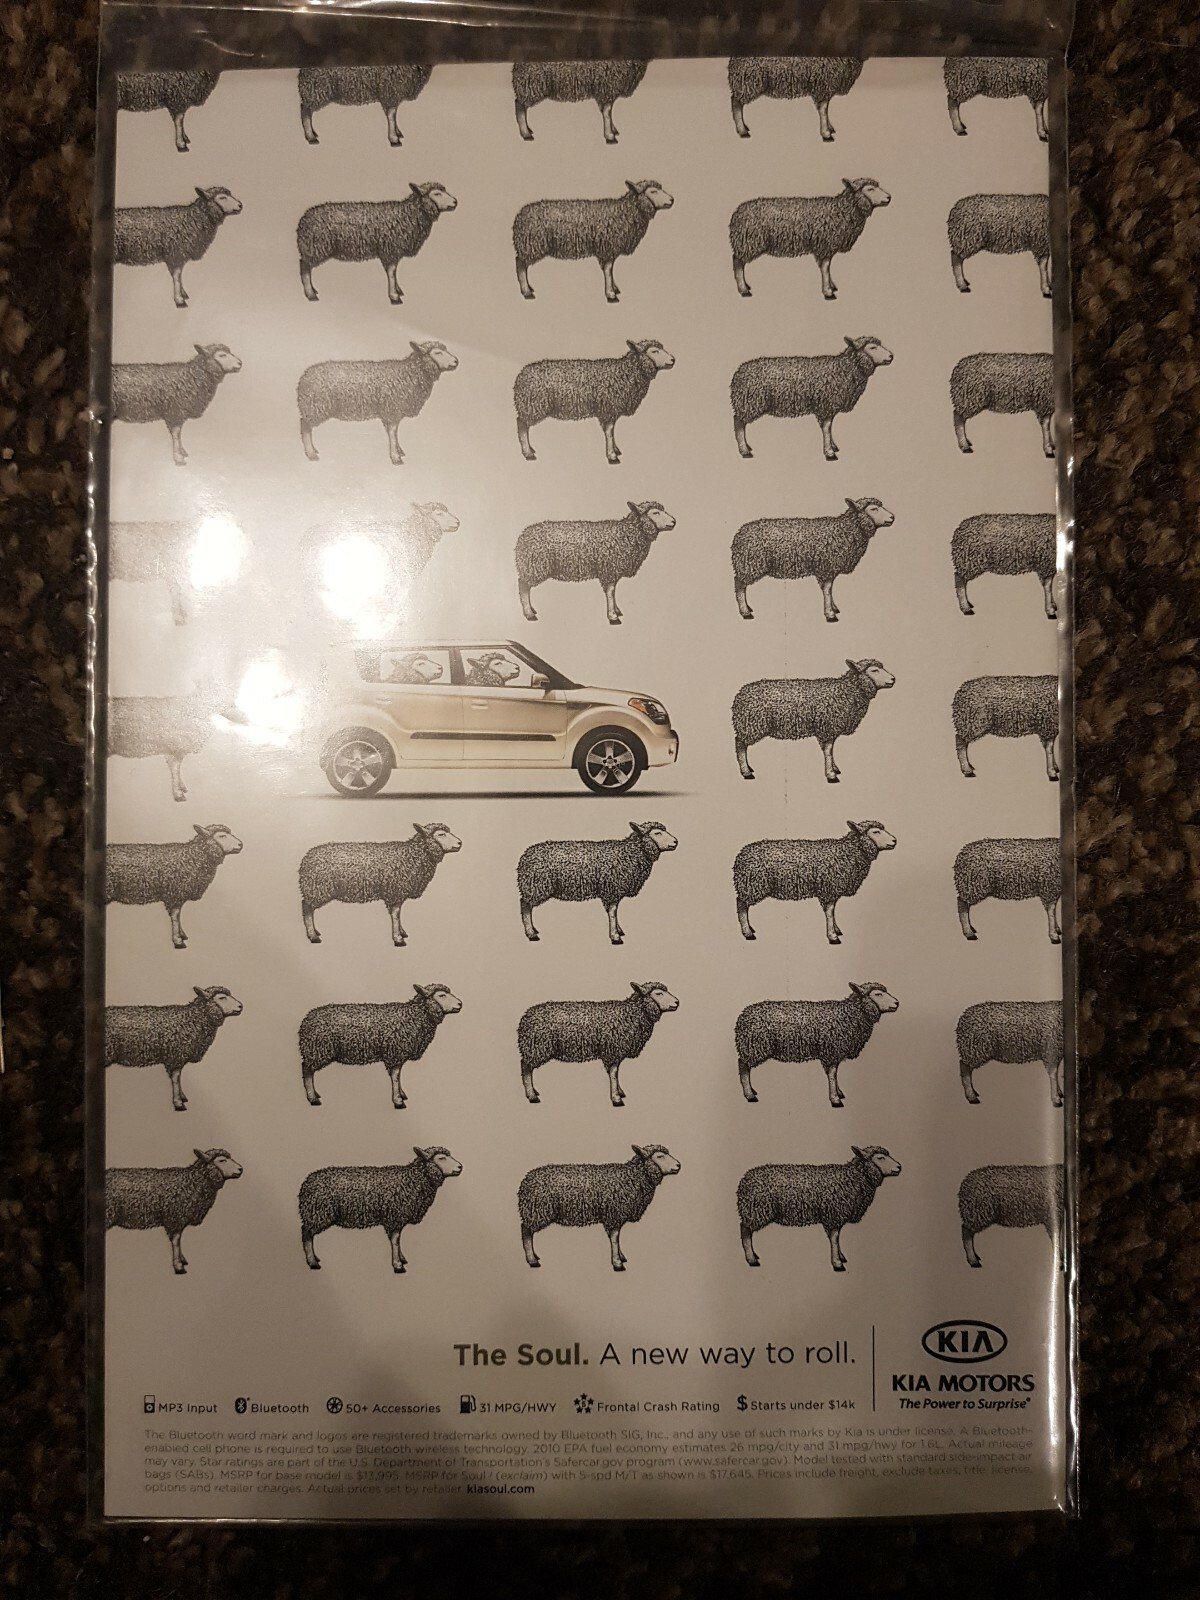 The Soul. A new way to roll.
KIA
KIA MOTORS
The Power to Surprise®
MP3 Input Bluetooth® 50+ Accessories 31 MPG/HWY 5 Frontal Crash Rating $ Starts under $14k
The Bluetooth word mark and logos are registered trademarks owned by Bluetooth SIG, Inc., and any use of such marks by Kia is under license. A Bluetooth-
enabled cell phone is required to use Bluetooth wireless technology. 2010 EPA fuel economy estimates 26 mpg/city and 31 mpg/hwy for 1.6L. Actual mileage
may vary. Star ratings are part of the U.S. Department of Transportation's Safercar.gov program (www.safercar.gov). Model tested with standard side-impact air
bags (SABs). MSRP for base model is $13,995. MSRP for Soul ! (exclaim) with 5-spd M/T as shown is $17,645. Prices include freight, exclude taxes, title, license,
options and retailer charges. Actual prices set by retailer. kiasoul.com